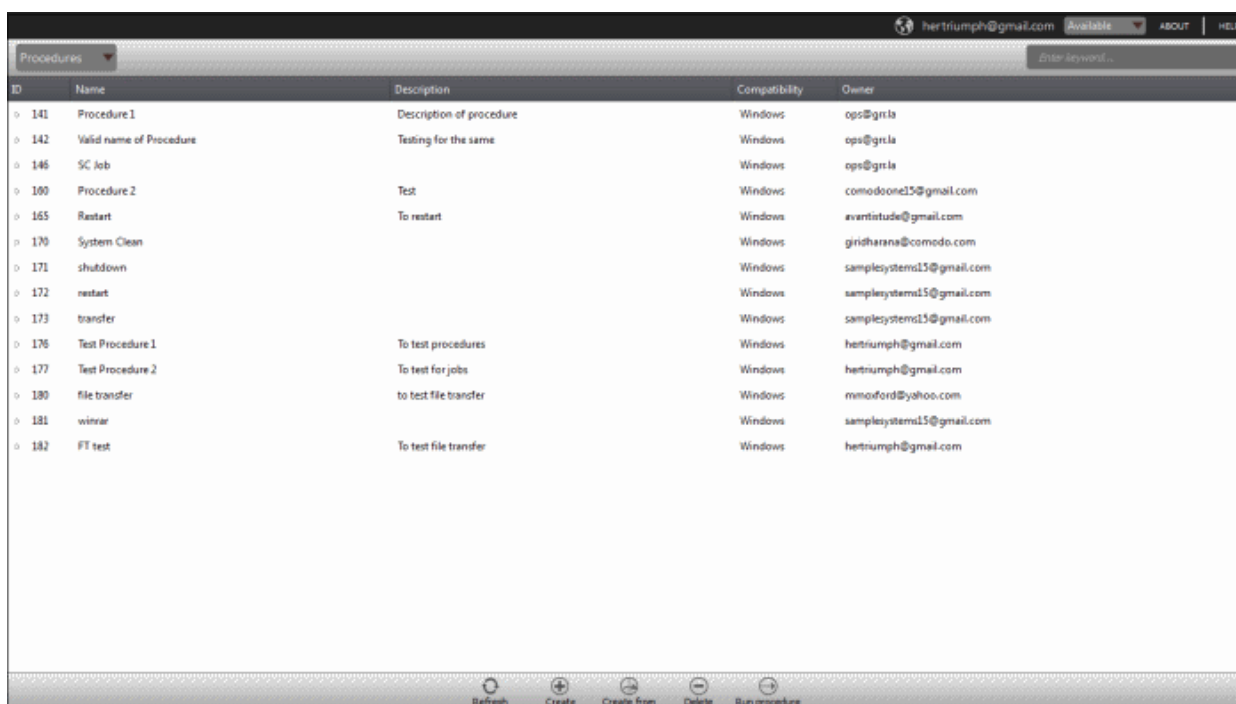 hertriumph@gmail.com Available ABOUT HEL
Procedures Enter keyword...
ID Name Description Compatibility Owner
141 Procedure 1 Description of procedure Windows ops@grr.la
142 Valid name of Procedure Testing for the same Windows ops@grr.la
146 SC Job Windows ops@grr.la
160 Procedure 2 Test Windows comodoone15@gmail.com
165 Restart To restart Windows avantistude@gmail.com
170 System Clean Windows giridharana@comodo.com
171 shutdown Windows samplesystems15@gmail.com
172 restart Windows samplesystems15@gmail.com
173 transfer Windows samplesystems15@gmail.com
176 Test Procedure 1 To test procedures Windows hertriumph@gmail.com
177 Test Procedure 2 To test for jobs Windows hertriumph@gmail.com
180 file transfer to test file transfer Windows mmoxford@yahoo.com
181 winrar Windows samplesystems15@gmail.com
182 FT test To test file transfer Windows hertriumph@gmail.com
Refresh Create Create from Delete Run procedure